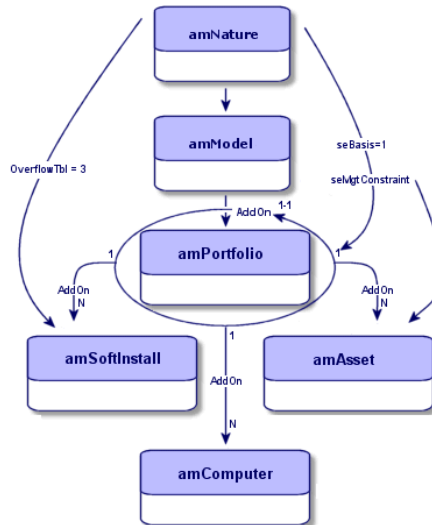 amNature
amModel
OverflowTbl = 3
seBasis=1
seMgtConstraint
1-1
AddOn
amPortfolio
1
1
AddOn
N
AddOn
N
1
amSoftInstall
amAsset
AddOn
N
amComputer